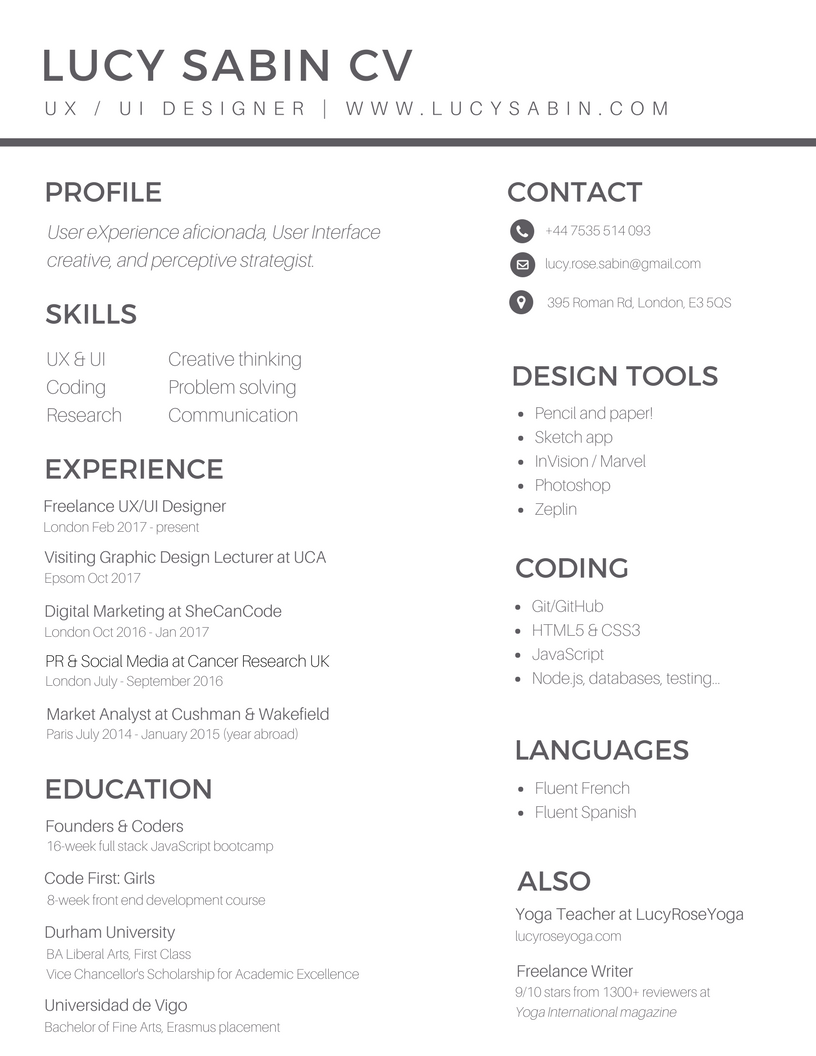 LUCY SABIN CV
UX / UI DESIGNER | WWW.LUCYSABIN.COM
PROFILE
User eXperience aficionada, User Interface
creative, and perceptive strategist.
SKILLS
UX & UI
Coding
Research
Creative thinking
Problem solving
Communication
EXPERIENCE
Freelance UX/UI Designer
London Feb 2017 - present
Visiting Graphic Design Lecturer at UCA
Epsom Oct 2017
Digital Marketing at SheCanCode
London Oct 2016 - Jan 2017
PR & Social Media at Cancer Research UK
London July - September 2016
Market Analyst at Cushman & Wakefield
Paris July 2014 - January 2015 (year abroad)
EDUCATION
Founders & Coders
16-week full stack JavaScript bootcamp
Code First: Girls
8-week front end development course
Durham University
BA Liberal Arts, First Class
Vice Chancellor's Scholarship for Academic Excellence
Universidad de Vigo
Bachelor of Fine Arts, Erasmus placement
CONTACT
+44 7535 514 093
lucy.rose.sabin@gmail.com
395 Roman Rd, London, E3 5QS
DESIGN TOOLS
• Pencil and paper!
• Sketch app
• InVision / Marvel
• Photoshop
• Zeplin
CODING
• Git/GitHub
• HTML5 & CSS3
• JavaScript
• Node.js, databases, testing...
LANGUAGES
• Fluent French
• Fluent Spanish
ALSO
Yoga Teacher at LucyRoseYoga
lucyroseyoga.com
Freelance Writer
9/10 stars from 1300+ reviewers at
Yoga International magazine